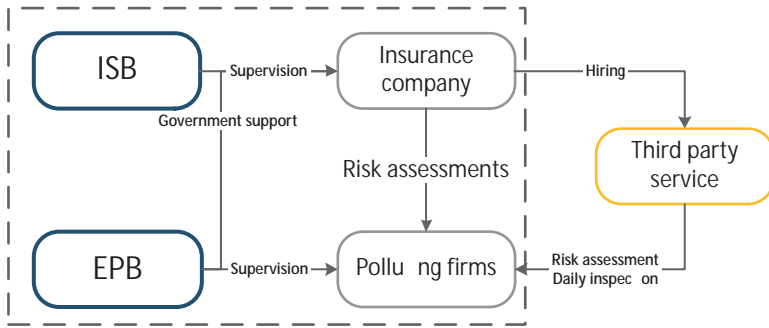 ISB
Supervision
Insurance
company
Hiring
Government support
Risk assessments
Third party
service
EPB
Supervision
Pollu ng firms
Risk assessment
Daily inspec on